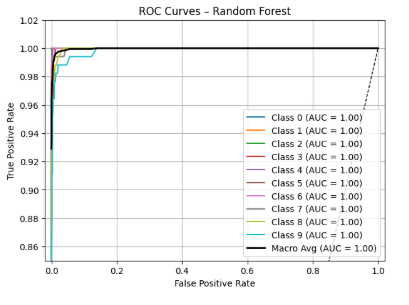 ROC Curves – Random Forest
True Positive Rate
1.02
1.00
0.98
0.96
0.94
0.92
0.90
0.88
0.86
Class 0 (AUC = 1.00)
Class 1 (AUC = 1.00)
Class 2 (AUC = 1.00)
Class 3 (AUC = 1.00)
Class 4 (AUC = 1.00)
Class 5 (AUC = 1.00)
Class 6 (AUC = 1.00)
Class 7 (AUC = 1.00)
Class 8 (AUC = 1.00)
Class 9 (AUC = 1.00)
Macro Avg (AUC = 1.00)
0.0 0.2 0.4 0.6 0.8 1.0
False Positive Rate